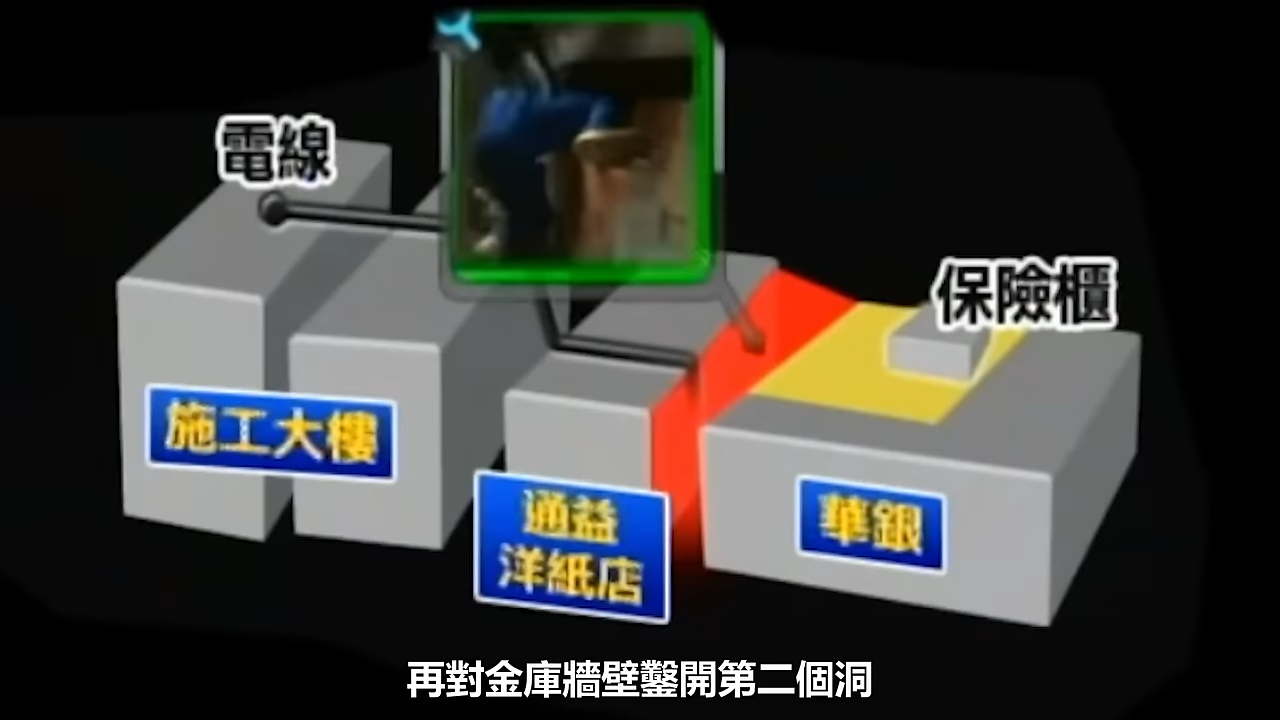 電線
保險櫃
施工大樓
通益
洋紙店
華銀
再對金庫牆壁鑿開第二個洞